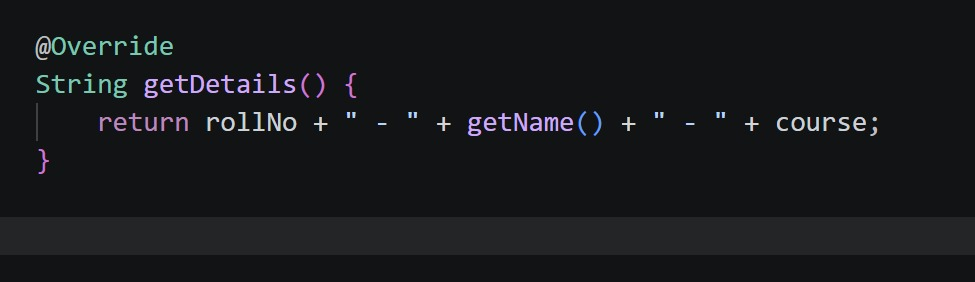 @Override
String getDetails() {
    return rollNo + " - " + getName() + " - " + course;
}